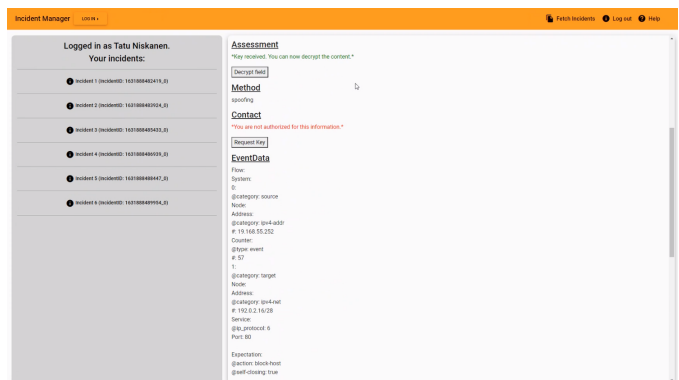 Incident Manager
LOG IN
Fetch Incidents
Log out
Help
Logged in as Tatu Niskanen.
Your incidents:
Incident 1 (IncidentID: 1631888482419_0)
Incident 2 (IncidentID: 1631888483924_0)
Incident 3 (IncidentID: 1631888485433_0)
Incident 4 (IncidentID: 1631888486939_0)
Incident 5 (IncidentID: 1631888488447_0)
Incident 6 (IncidentID: 1631888489954_0)
Assessment
*Key received. You can now decrypt the content.*
Decrypt field
Method
spoofing
Contact
*You are not authorized for this information.*
Request Key
EventData
Flow:
System:
0:
@category: source
Node:
Address:
@category: ipv4-addr
#: 19.168.55.252
Counter:
@type: event
#: 57
1:
@category: target
Node:
Address:
@category: ipv4-net
#: 192.0.2.16/28
Service:
@ip_protocol: 6
Port: 80
Expectation:
@action: block-host
@self-closing: true